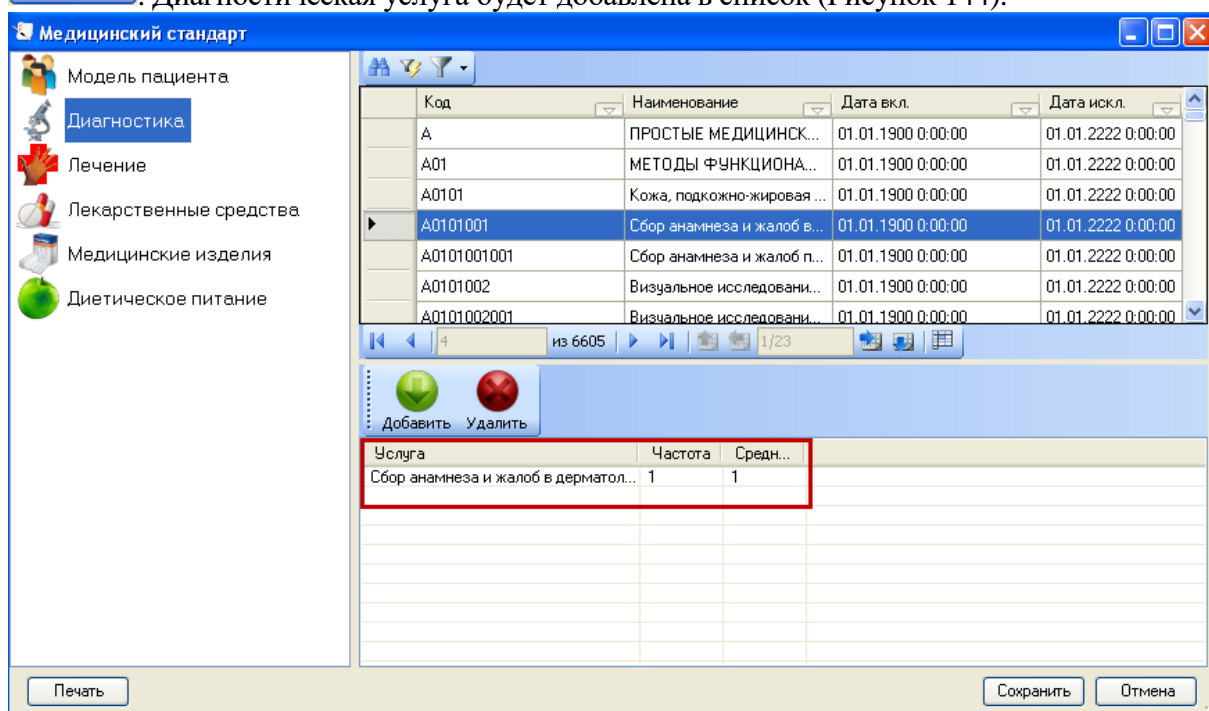 . Диагностическая услуга будет добавлена в список (Рисунок 144).
Медицинский стандарт
Модель пациента
Диагностика
Лечение
Лекарственные средства
Медицинские изделия
Диетическое питание
Код Наименование Дата вкл. Дата искл.
A ПРОСТЫЕ МЕДИЦИНСК... 01.01.1900 0:00:00 01.01.2222 0:00:00
A01 МЕТОДЫ ФУНКЦИОНА... 01.01.1900 0:00:00 01.01.2222 0:00:00
A0101 Кожа, подкожно-жировая ... 01.01.1900 0:00:00 01.01.2222 0:00:00
A0101001 Сбор анамнеза и жалоб в... 01.01.1900 0:00:00 01.01.2222 0:00:00
A0101001001 Сбор анамнеза и жалоб п... 01.01.1900 0:00:00 01.01.2222 0:00:00
A0101002 Визуальное исследовани... 01.01.1900 0:00:00 01.01.2222 0:00:00
A0101002001 Визуальное исследовани... 01.01.1900 0:00:00 01.01.2222 0:00:00
4 из 6605 1/23
Добавить Удалить
Услуга Частота Средн...
Сбор анамнеза и жалоб в дерматол... 1 1
Печать Сохранить Отмена